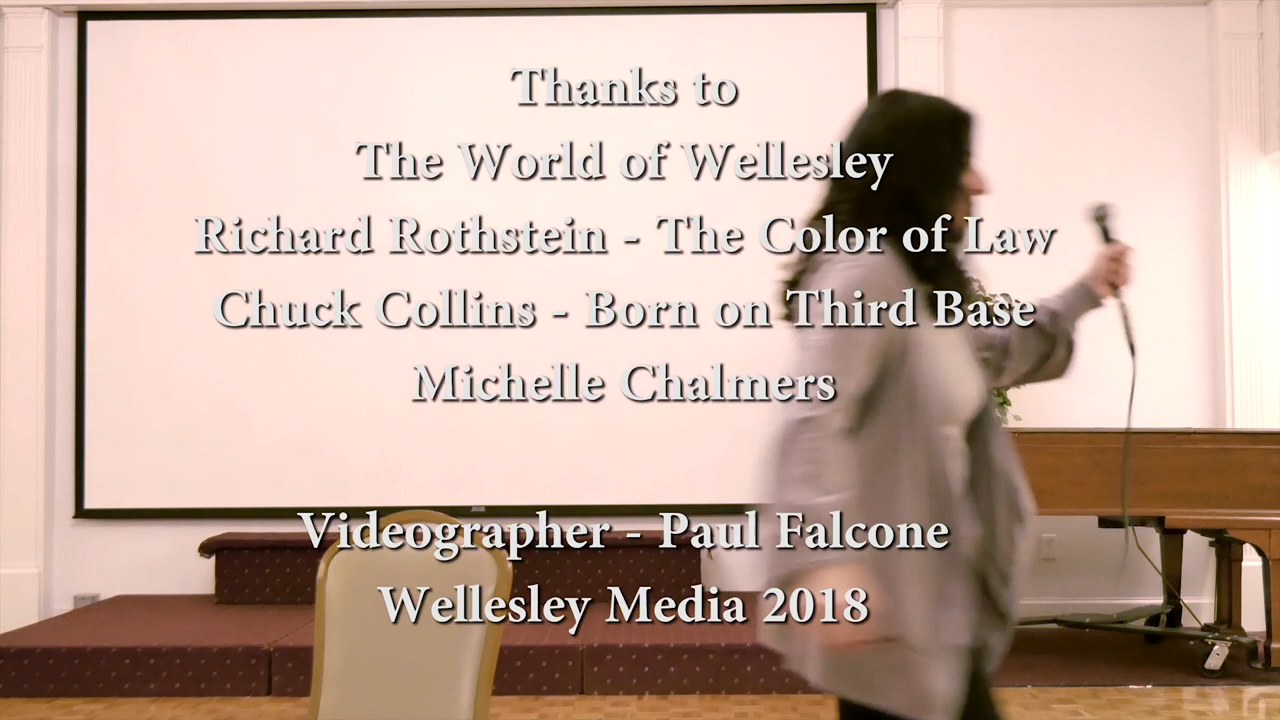 Thanks to
The World of Wellesley
Richard Rothstein - The Color of Law
Chuck Collins - Born on Third Base
Michelle Chalmers
Videographer - Paul Falcone
Wellesley Media 2018